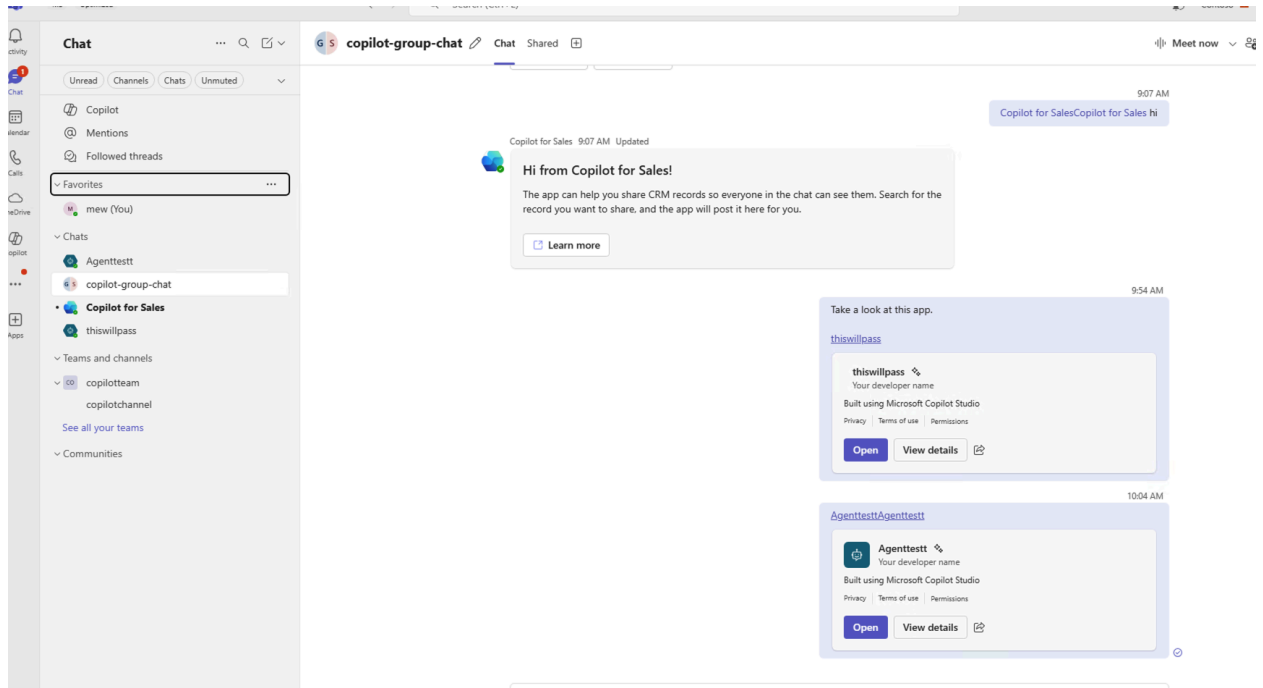 Chat
Unread
Channels
Chats
Unmuted
Copilot
Mentions
Followed threads
Favorites
mew (You)
Chats
Agenttestt
copilot-group-chat
Copilot for Sales
thiswillpass
Teams and channels
CO
copilotteam
copilotchannel
See all your teams
Communities
1
Chat
Calls
Apps
G S
copilot-group-chat
Chat
Shared
Meet now
9:07 AM
Copilot for SalesCopilot for Sales hi
Copilot for Sales 9:07 AM Updated
Hi from Copilot for Sales!
The app can help you share CRM records so everyone in the chat can see them. Search for the
record you want to share, and the app will post it here for you.
Learn more
9:54 AM
Take a look at this app.
thiswillpass
thiswillpass
Your developer name
Built using Microsoft Copilot Studio
Privacy Terms of use Permissions
Open View details
10:04 AM
AgenttesttAgenttestt
Agenttestt
Your developer name
Built using Microsoft Copilot Studio
Privacy Terms of use Permissions
Open View details